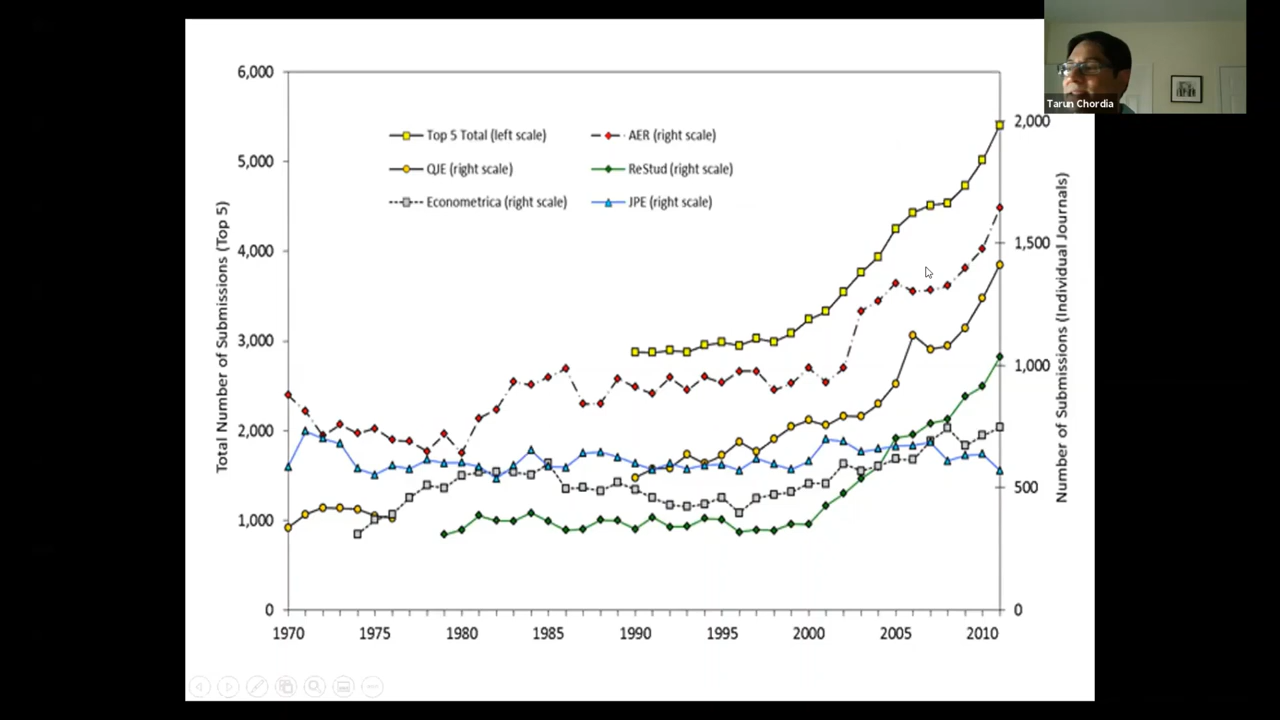 Tarun Chordia
6,000
5,000
4,000
3,000
2,000
1,000
0
Total Number of Submissions (Top 5)
Top 5 Total (left scale)
AER (right scale)
QJE (right scale)
ReStud (right scale)
Econometrica (right scale)
JPE (right scale)
2,000
1,500
1,000
500
0
Number of Submissions (Individual Journals)
1970 1975 1980 1985 1990 1995 2000 2005 2010